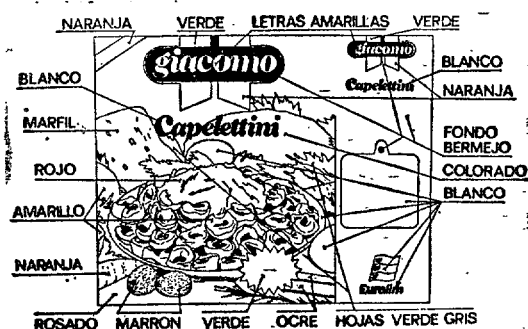 NARANJA VERDE LETRAS AMARILLAS VERDE
giacomo
giacomo
BLANCO
BLANCO
Capelettini
NARANJA
MARFIL
Capelettini
FONDO
BERMEJO
ROJO
COLORADO
BLANCO
AMARILLO
NARANJA
Eurolim
ROSADO MARRON VERDE OCRE HOJAS VERDE GRIS